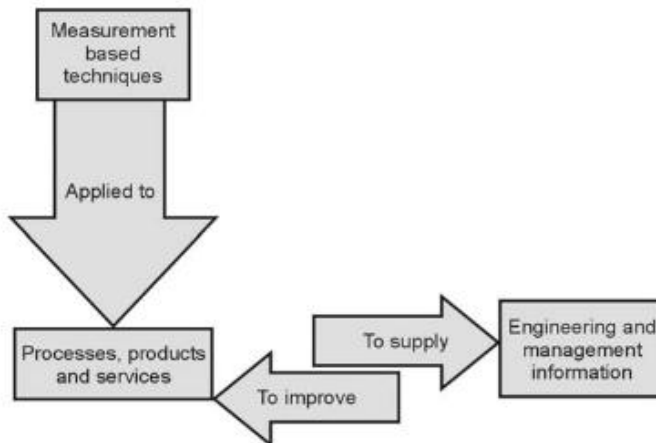 Measurement
based
techniques
Applied to
Processes, products
and services
To supply
Engineering and
management
information
To improve